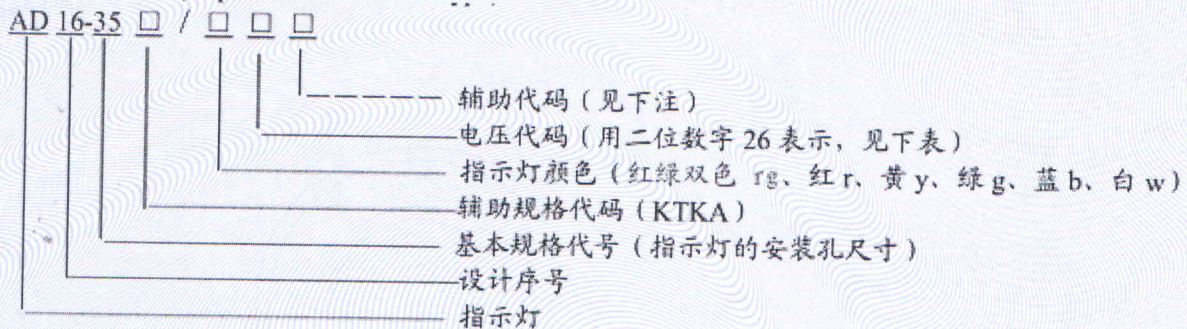 AD 16-35 □ / □ □ □
辅助代码（见下注）
电压代码（用二位数字 26 表示，见下表）
指示灯颜色（红绿双色 rg、红 r、黄 y、绿 g、蓝 b、白 w）
辅助规格代码（KTKA）
基本规格代号（指示灯的安装孔尺寸）
设计序号
指示灯